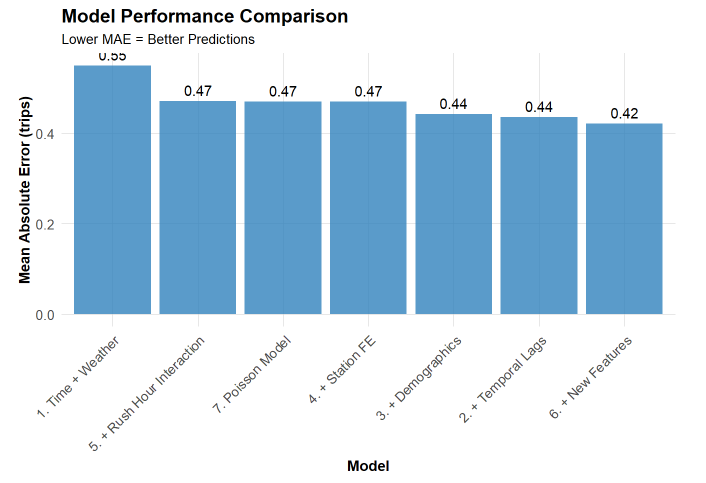 Model Performance Comparison
Lower MAE = Better Predictions
0.55
0.47
0.47
0.47
0.44
0.44
0.42
Mean Absolute Error (trips)
0.4
0.2
0.0
1. Time + Weather
5. + Rush Hour Interaction
7. Poisson Model
4. + Station FE
3. + Demographics
2. + Temporal Lags
6. + New Features
Model